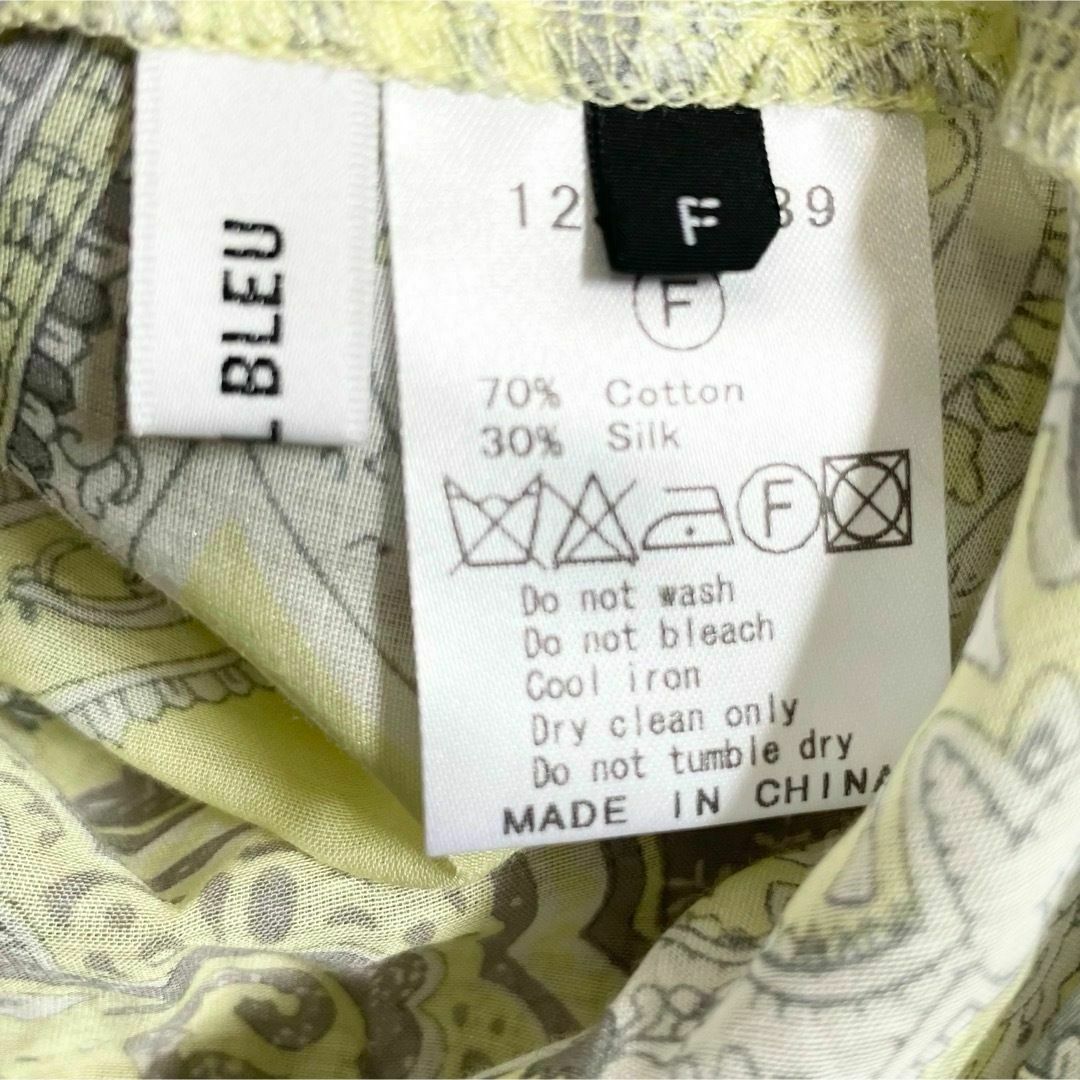 BLEU
F
12
39
F
70% Cotton
30% Silk
F
Do not wash
Do not bleach
Cool iron
Dry clean only
Do not tumble dry
MADE IN CHINA